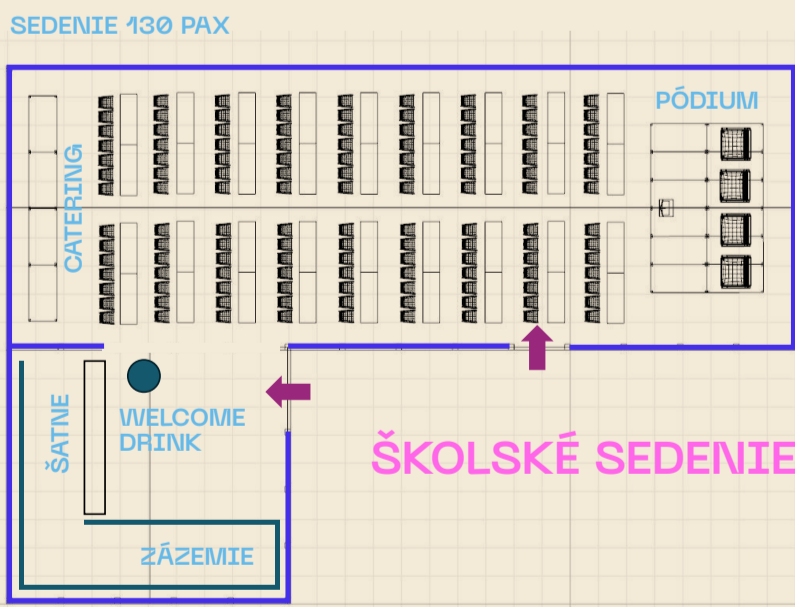 SEDENIE 130 PAX
PÓDIUM
CATERING
ŠATNE
WELCOME
DRINK
ŠKOLSKÉ SEDENIE
ZÁZEMIE